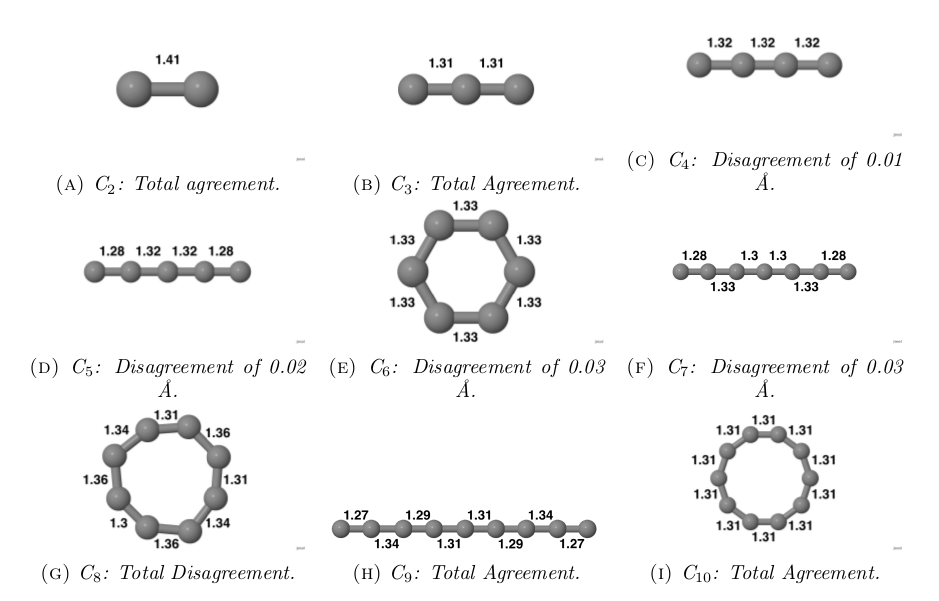 1.41
(A) C₂: Total agreement.
1.31 1.31
(B) C₃: Total Agreement.
1.32 1.32 1.32
(C) C₄: Disagreement of 0.01
Å.
1.28 1.32 1.32 1.28
(D) C₅: Disagreement of 0.02
Å.
1.33
1.33 1.33
1.33 1.33
1.33
(E) C₆: Disagreement of 0.03
Å.
1.28 1.3 1.3 1.28
1.33 1.33
(F) C₇: Disagreement of 0.03
Å.
1.31
1.34 1.36
1.36 1.31
1.3 1.34
1.36
(G) C₈: Total Disagreement.
1.27 1.29 1.31 1.34
1.34 1.31 1.29 1.27
(H) C₉: Total Agreement.
1.31
1.31 1.31
1.31 1.31
1.31 1.31
1.31 1.31
1.31
(I) C₁₀: Total Agreement.